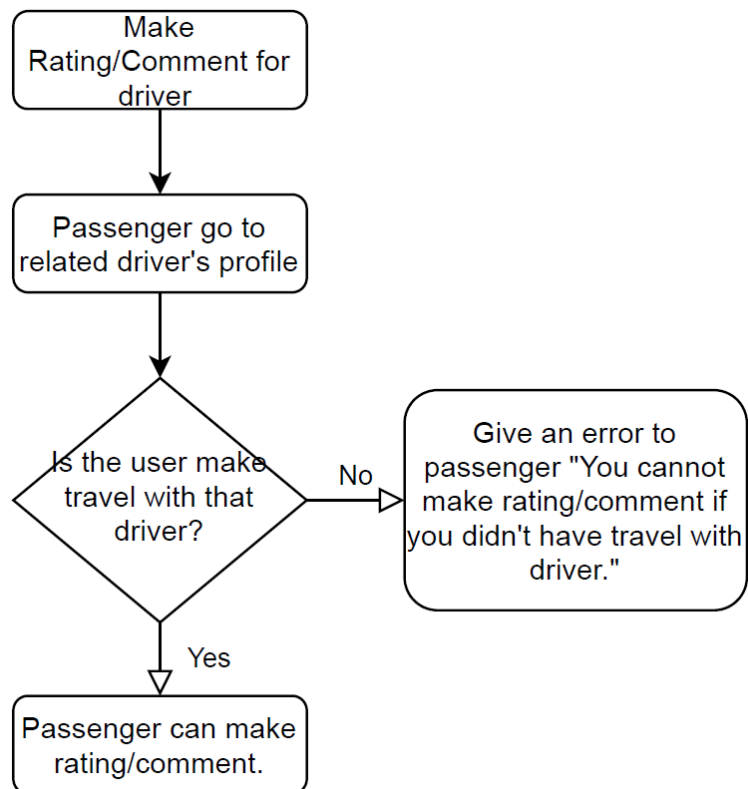 Make
Rating/Comment for
driver
Passenger go to
related driver's profile
Is the user make
travel with that
driver?
No
Give an error to
passenger "You cannot
make rating/comment if
you didn't have travel with
driver."
Yes
Passenger can make
rating/comment.